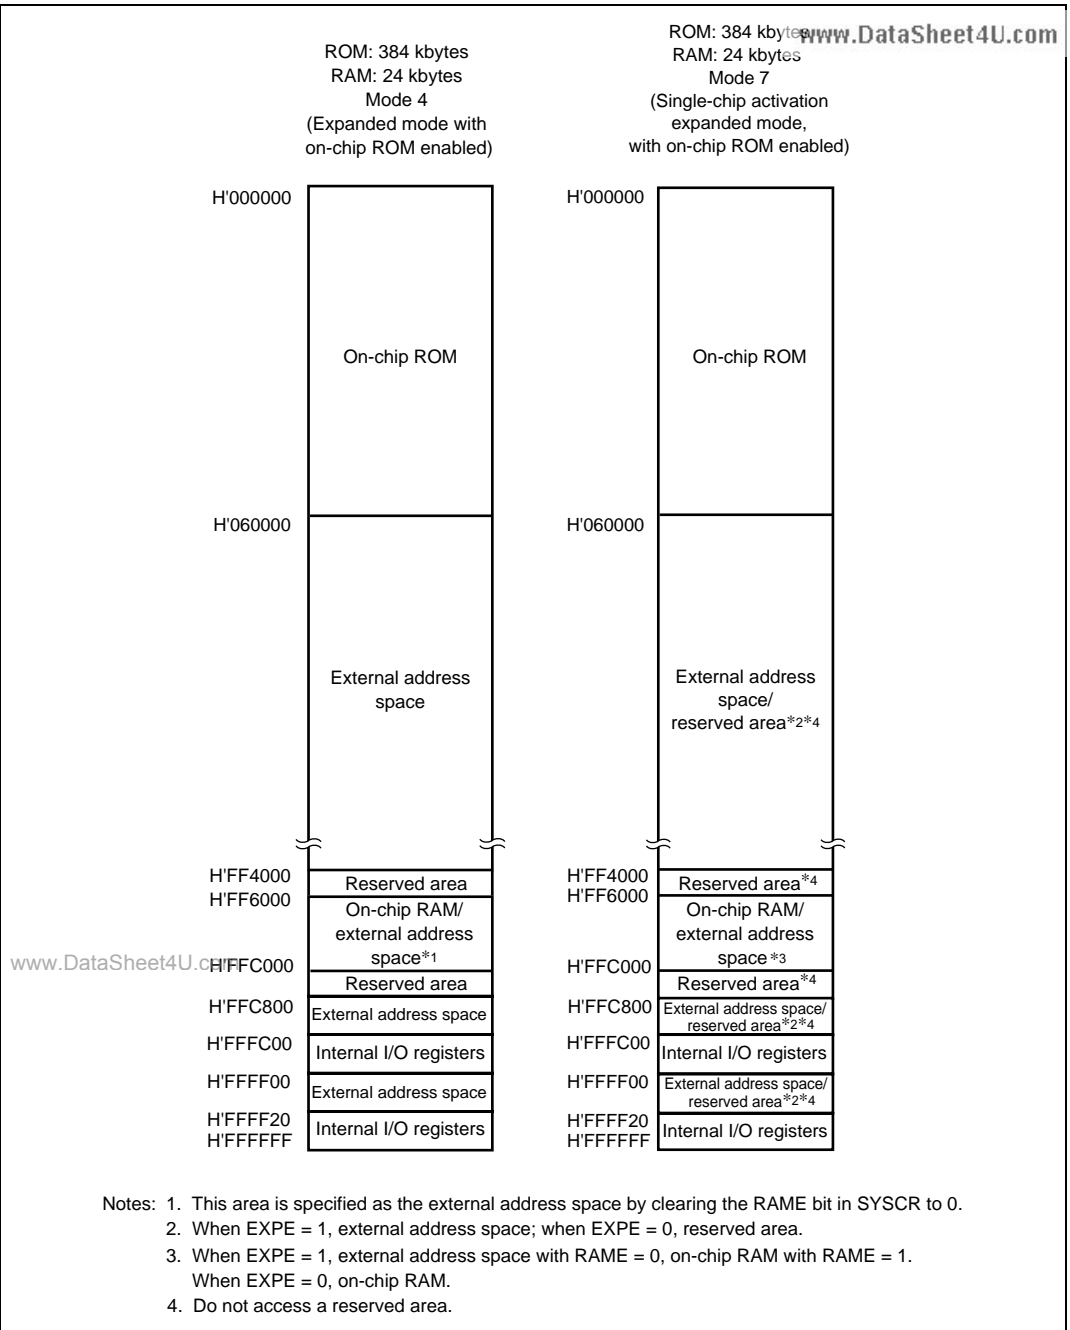 www.DataSheet4U.com
ROM: 384 kbytes
RAM: 24 kbytes
Mode 4
(Expanded mode with
on-chip ROM enabled)
H'000000
On-chip ROM
H'060000
External address
space
H'FF4000
Reserved area
H'FF6000
On-chip RAM/
external address
space*1
H'FFC000
Reserved area
H'FFC800
External address space
H'FFFC00
Internal I/O registers
H'FFFF00
External address space
H'FFFF20
Internal I/O registers
H'FFFFFF
ROM: 384 kbytes
RAM: 24 kbytes
Mode 7
(Single-chip activation
expanded mode,
with on-chip ROM enabled)
H'000000
On-chip ROM
H'060000
External address
space/
reserved area*2*4
H'FF4000
Reserved area*4
H'FF6000
On-chip RAM/
external address
space*3
H'FFC000
Reserved area*4
H'FFC800
External address space/
reserved area*2*4
H'FFFC00
Internal I/O registers
H'FFFF00
External address space/
reserved area*2*4
H'FFFF20
Internal I/O registers
H'FFFFFF
www.DataSheet4U.com
Notes: 1. This area is specified as the external address space by clearing the RAME bit in SYSCR to 0.
2. When EXPE = 1, external address space; when EXPE = 0, reserved area.
3. When EXPE = 1, external address space with RAME = 0, on-chip RAM with RAME = 1.
When EXPE = 0, on-chip RAM.
4. Do not access a reserved area.